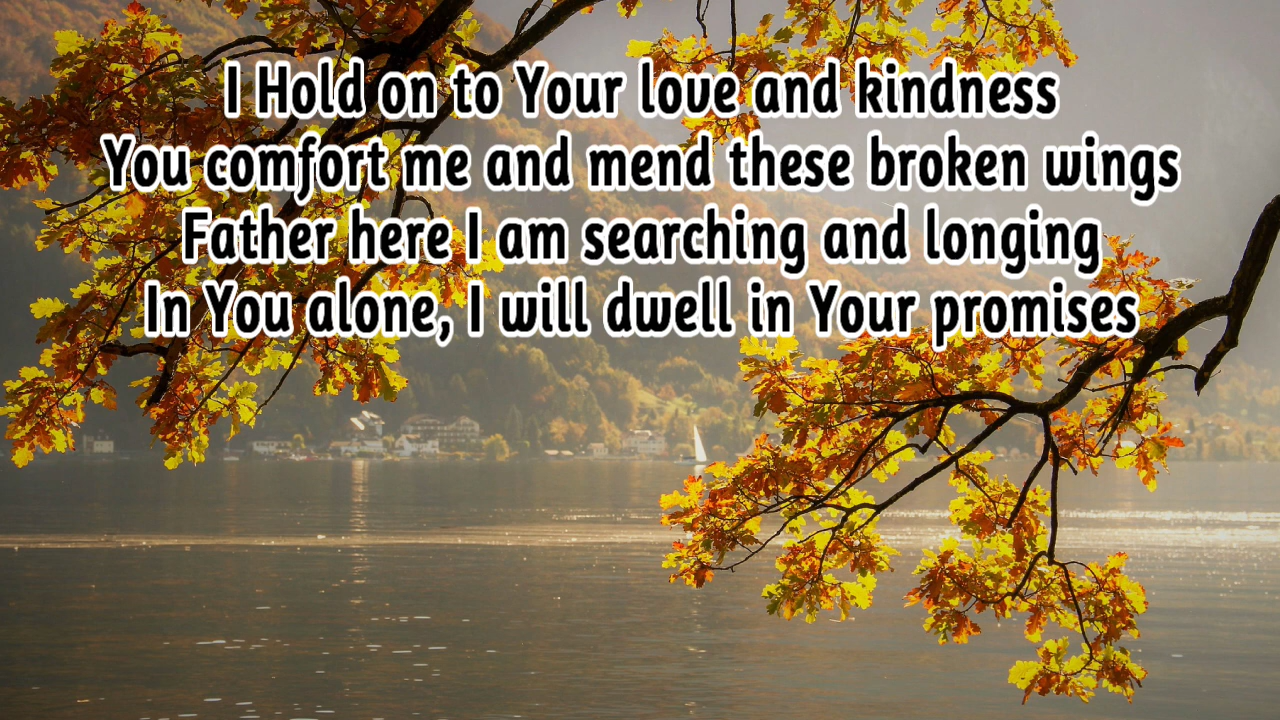 I Hold on to Your love and kindness
You comfort me and mend these broken wings
Father here I am searching and longing
In You alone, I will dwell in Your promises